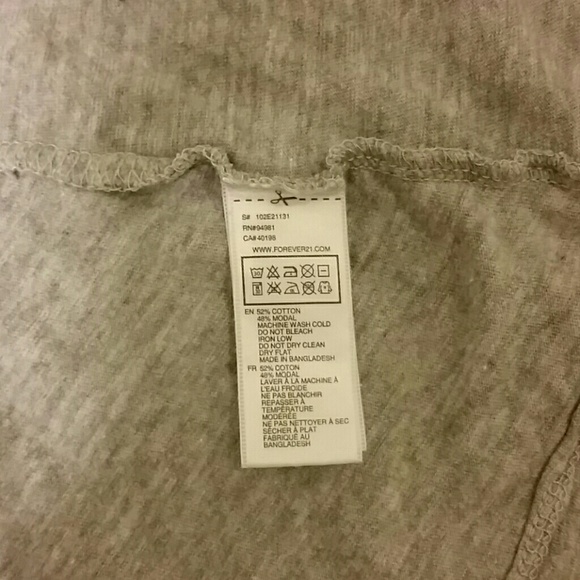 S# 102E21131
RN#94981
CA#40198
WWW.FOREVER21.COM
EN 52% COTTON
48% MODAL
MACHINE WASH COLD
DO NOT BLEACH
IRON LOW
DO NOT DRY CLEAN
DRY FLAT
MADE IN BANGLADESH
FR 52% COTON
48% MODAL
LAVER À LA MACHINE À
L'EAU FROIDE
NE PAS BLANCHIR
REPASSER À
TEMPÉRATURE
MODÉRÉE
NE PAS NETTOYER À SEC
SÉCHER À PLAT
FABRIQUÉ AU
BANGLADESH